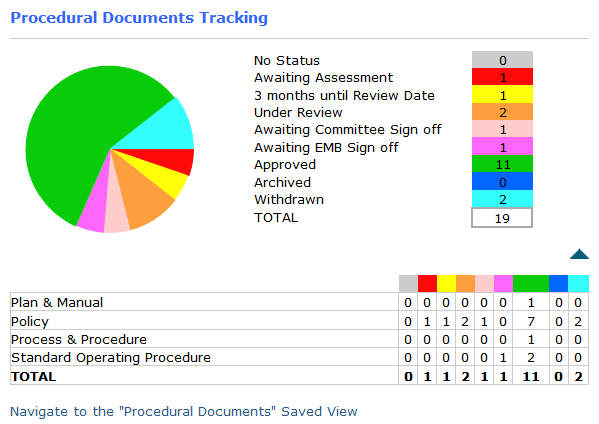 Procedural Documents Tracking
No Status 0
Awaiting Assessment 1
3 months until Review Date 1
Under Review 2
Awaiting Committee Sign off 1
Awaiting EMB Sign off 1
Approved 11
Archived 0
Withdrawn 2
TOTAL 19
Plan & Manual 0 0 0 0 0 0 1 0 0
Policy 0 1 1 2 1 0 7 0 2
Process & Procedure 0 0 0 0 0 0 1 0 0
Standard Operating Procedure 0 0 0 0 0 1 2 0 0
TOTAL 0 1 1 2 1 1 11 0 2
Navigate to the "Procedural Documents" Saved View